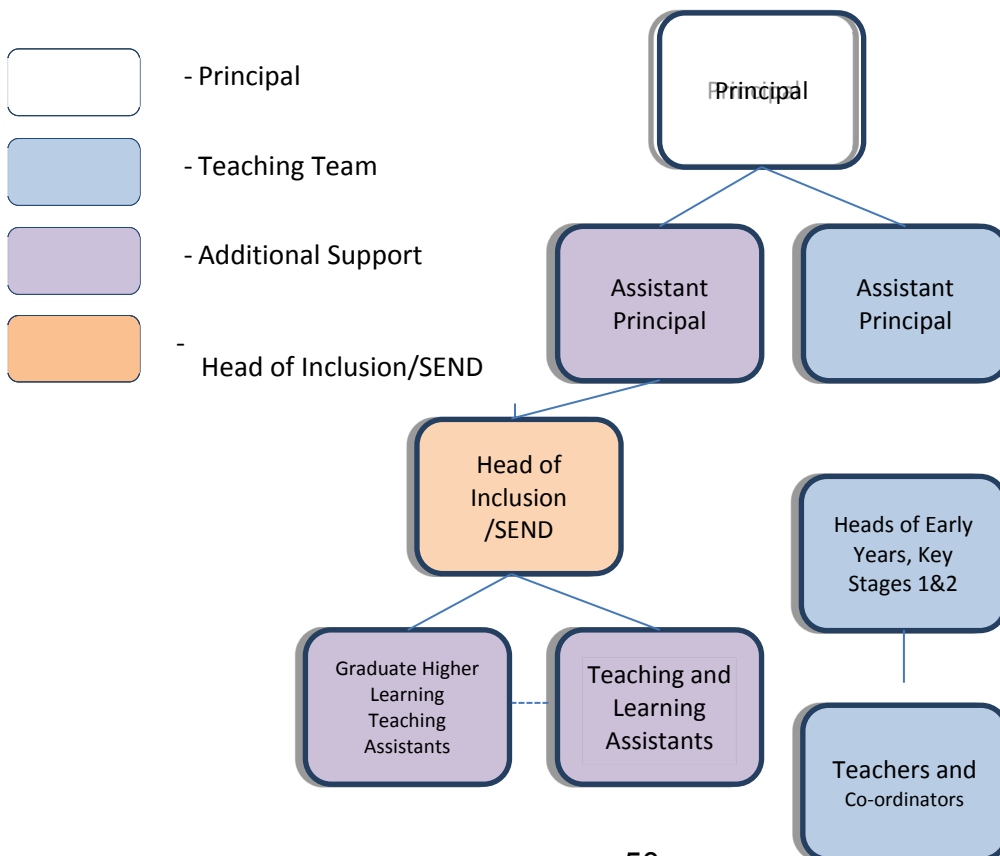 - Principal
- Teaching Team
- Additional Support
-
Head of Inclusion/SEND
Principal
Assistant
Principal
Assistant
Principal
Head of
Inclusion
/SEND
Heads of Early
Years, Key
Stages 1&2
Graduate Higher
Learning
Teaching
Assistants
Teaching and
Learning
Assistants
Teachers and
Co-ordinators